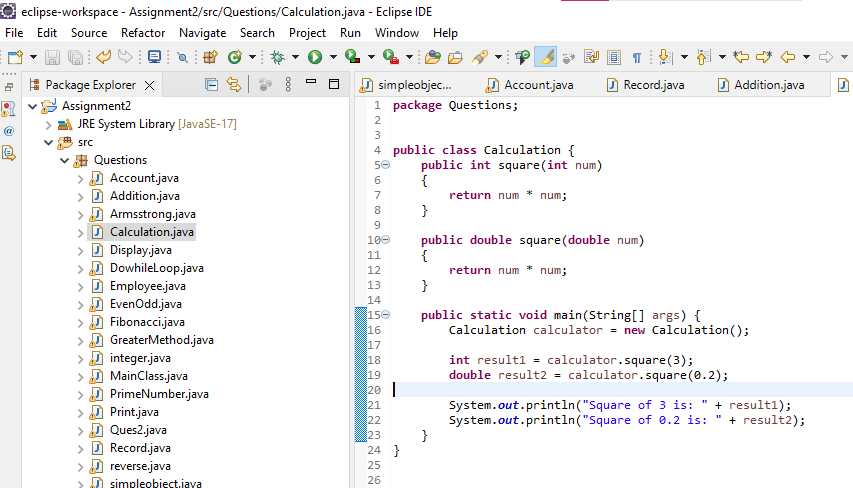 eclipse-workspace - Assignment2/src/Questions/Calculation.java - Eclipse IDE
File Edit Source Refactor Navigate Search Project Run Window Help
Package Explorer
simpleobjec... Account.java Record.java Addition.java
Assignment2
JRE System Library [JavaSE-17]
src
Questions
Account.java
Addition.java
Armsstrong.java
Calculation.java
Display.java
DowhileLoop.java
Employee.java
EvenOdd.java
Fibonacci.java
GreaterMethod.java
integer.java
MainClass.java
PrimeNumber.java
Print.java
Ques2.java
Record.java
reverse.java
simpleobject.java
1 package Questions;
2
3
4 public class Calculation {
5 public int square(int num)
6 {
7 return num * num;
8 }
9
10 public double square(double num)
11 {
12 return num * num;
13 }
14
15 public static void main(String[] args) {
16 Calculation calculator = new Calculation();
17
18 int result1 = calculator.square(3);
19 double result2 = calculator.square(0.2);
20
21 System.out.println("Square of 3 is: " + result1);
22 System.out.println("Square of 0.2 is: " + result2);
23 }
24 }
25
26